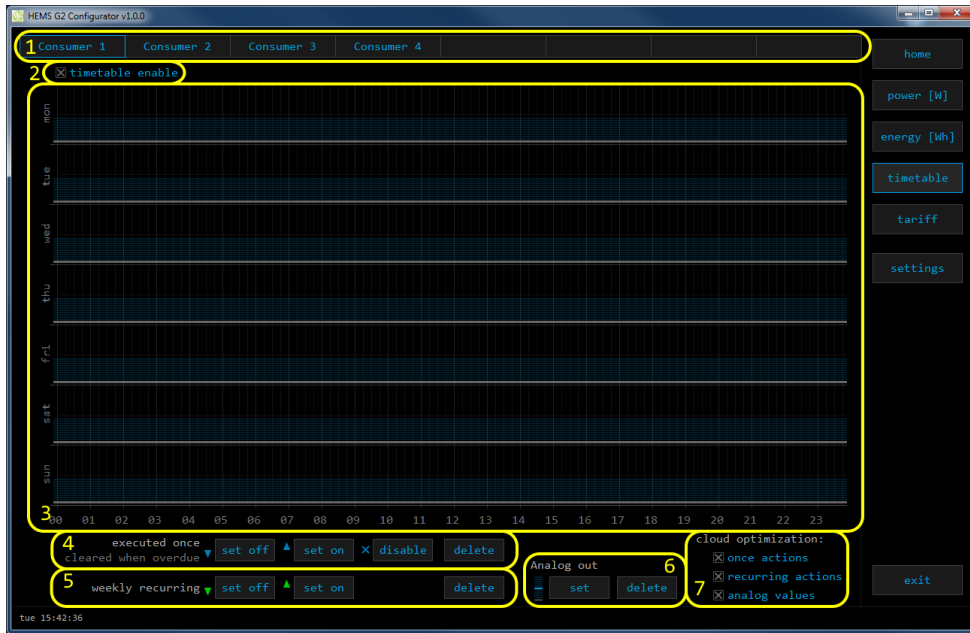 HEMS G2 Configurator v1.0.0
1 Consumer 1 Consumer 2 Consumer 3 Consumer 4
home
2 timetable enable
power [W]
energy [Wh]
timetable
tariff
settings
mon
tue
wed
thu
fri
sat
sun
3
00 01 02 03 04 05 06 07 08 09 10 11 12 13 14 15 16 17 18 19 20 21 22 23
4 executed once
cleared when overdue set off set on disable delete
5 weekly recurring set off set on delete
Analog out 6
set delete
cloud optimization:
once actions
recurring actions
7 analog values
exit
tue 15:42:36